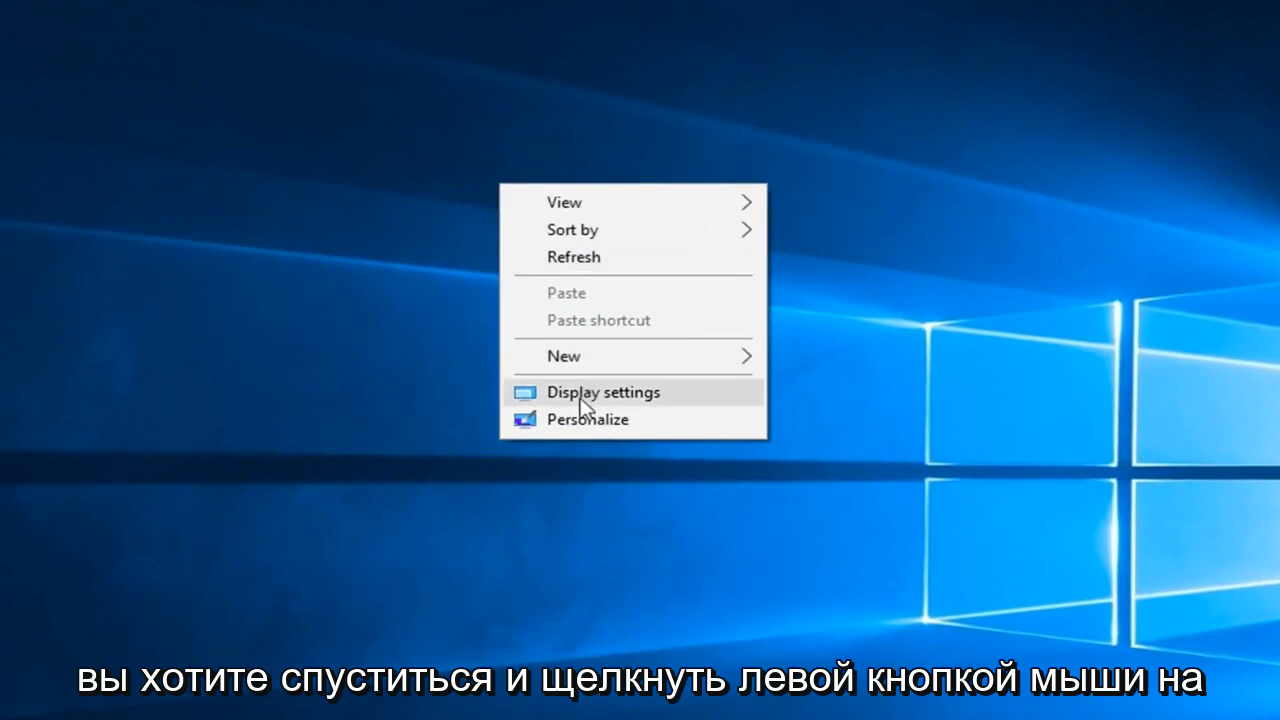 View
Sort by
Refresh
Paste
Paste shortcut
New
Display settings
Personalize
вы хотите спуститься и щелкнуть левой кнопкой мыши на